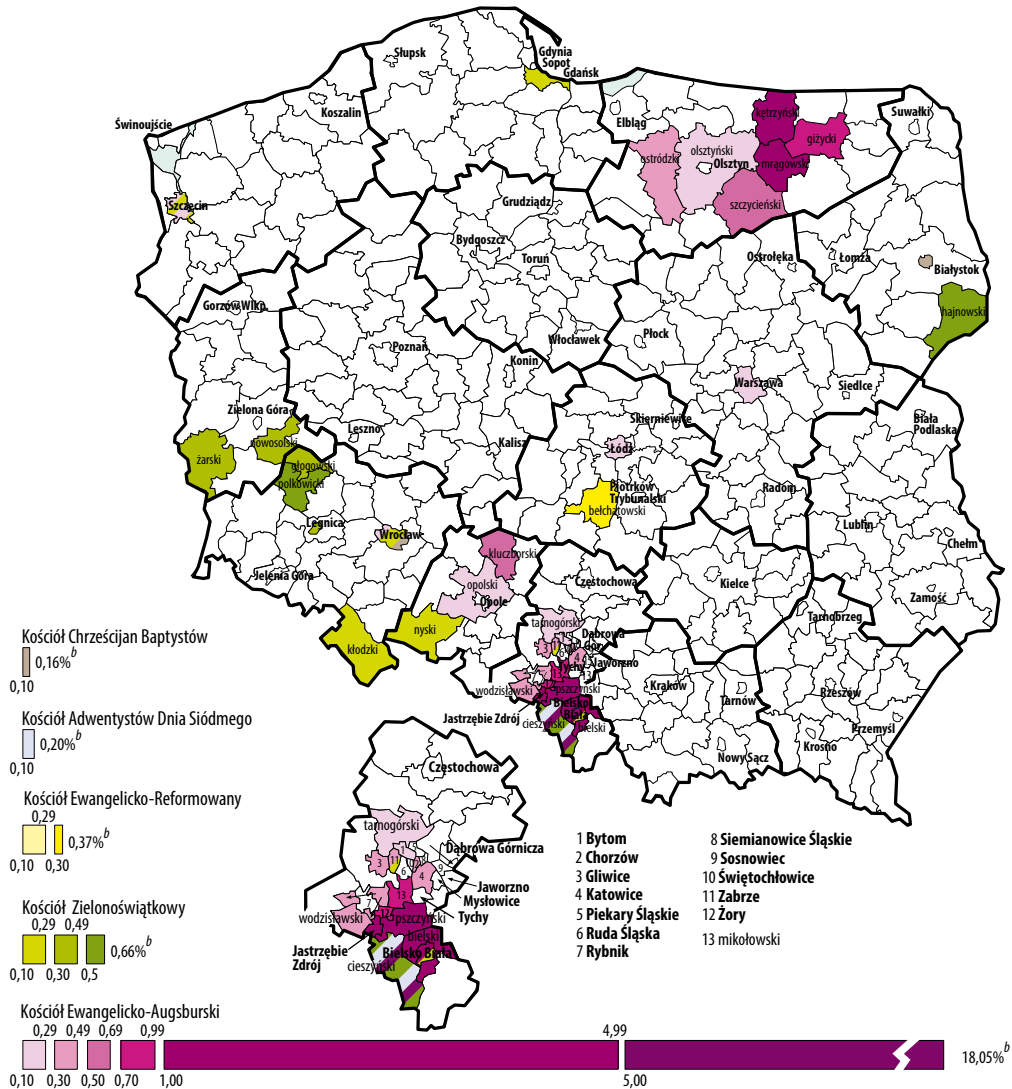 Słupsk
Gdynia
Sopot
Gdańsk
Koszalin
Elbląg
kętrzyński
Suwałki
Świnoujście
giżycki
olsztyński
ostródzki
Olsztyn
mrągowski
szczycieński
Szczecin
Grudziądz
Bydgoszcz
Toruń
Ostrołęka
Łomża
Białystok
Gorzów Wlkp.
hajnowski
Płock
Włocławek
Poznań
Konin
Warszawa
Siedlce
Zielona Góra
Skierniewice
Biała
Podlaska
nowosolski
Leszno
Kalisz
Łódź
żarski
głogowski
polkowicki
Piotrków
Trybunalski
bełchatowski
Radom
Legnica
Wrocław
Lublin
Chełm
kluczborski
Jelenia Góra
opolski
Opole
Częstochowa
Kielce
Zamość
Tarnobrzeg
tarnogórski
nyski
kłodzki
Dąbrowa
Gór.
Jaworzno
Tychy
wodzisławski
pszczyński
Kraków
Tarnów
Rzeszów
Jastrzębie Zdrój
Bielsko
Biała
cieszyński
bielski
Przemyśl
Krosno
Nowy Sącz
Kościół Chrześcijan Baptystów
0,16%b
0,10
Kościół Adwentystów Dnia Siódmego
0,20%b
0,10
Kościół Ewangelicko-Reformowany
0,29
0,37%b
0,10 0,30
Kościół Zielonoświątkowy
0,29 0,49
0,66%b
0,10 0,30 0,5
Częstochowa
tarnogórski
Dąbrowa Górnicza
Jaworzno
Mysłowice
Tychy
wodzisławski
pszczyński
bielski
Jastrzębie
Zdrój
Bielsko Biała
cieszyński
1 Bytom
2 Chorzów
3 Gliwice
4 Katowice
5 Piekary Śląskie
6 Ruda Śląska
7 Rybnik
8 Siemianowice Śląskie
9 Sosnowiec
10 Świętochłowice
11 Zabrze
12 Żory
13 mikołowski
Kościół Ewangelicko-Augsburski
0,29 0,49 0,69 0,99 4,99
18,05%b
0,10 0,30 0,50 0,70 1,00 5,00